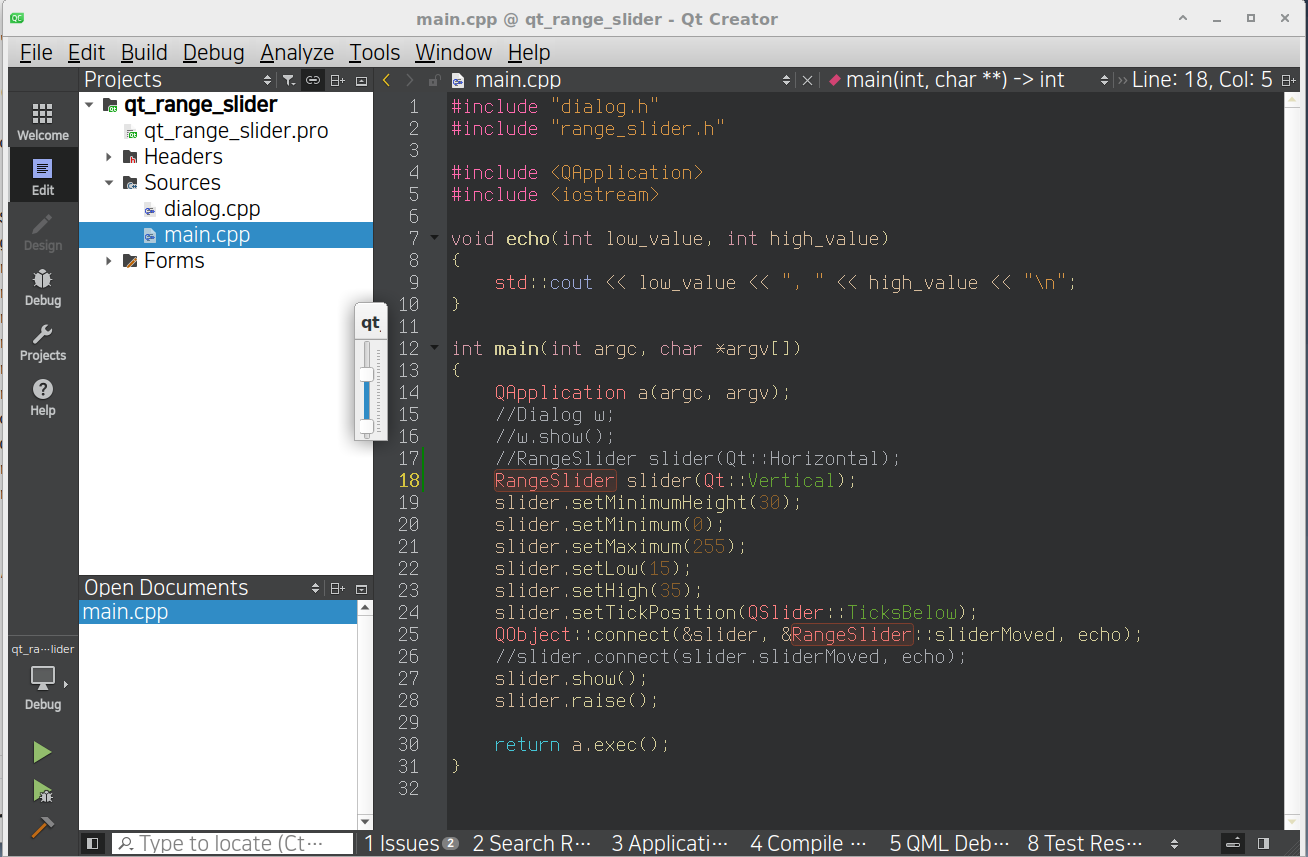 main.cpp @ qt_range_slider - Qt Creator
File Edit Build Debug Analyze Tools Window Help
Projects
main.cpp
main(int, char **) -> int
Line: 18, Col: 5
Welcome
Edit
Design
Debug
Projects
Help
qt_ra···lider
Debug
qt_range_slider
qt_range_slider.pro
Headers
Sources
dialog.cpp
main.cpp
Forms
Open Documents
main.cpp
qt
1 #include "dialog.h"
2 #include "range_slider.h"
3
4 #include <QApplication>
5 #include <iostream>
6
7 void echo(int low_value, int high_value)
8 {
9     std::cout << low_value << ", " << high_value << "\n";
10 }
11
12 int main(int argc, char *argv[])
13 {
14     QApplication a(argc, argv);
15     //Dialog w;
16     //w.show();
17     //RangeSlider slider(Qt::Horizontal);
18     RangeSlider slider(Qt::Vertical);
19     slider.setMinimumHeight(30);
20     slider.setMinimum(0);
21     slider.setMaximum(255);
22     slider.setLow(15);
23     slider.setHigh(35);
24     slider.setTickPosition(QSlider::TicksBelow);
25     QObject::connect(&slider, &RangeSlider::sliderMoved, echo);
26     //slider.connect(slider.sliderMoved, echo);
27     slider.show();
28     slider.raise();
29
30     return a.exec();
31 }
32
Type to locate (Ct···
1 Issues 2
2 Search R···
3 Applicati···
4 Compile ···
5 QML Deb···
8 Test Res···